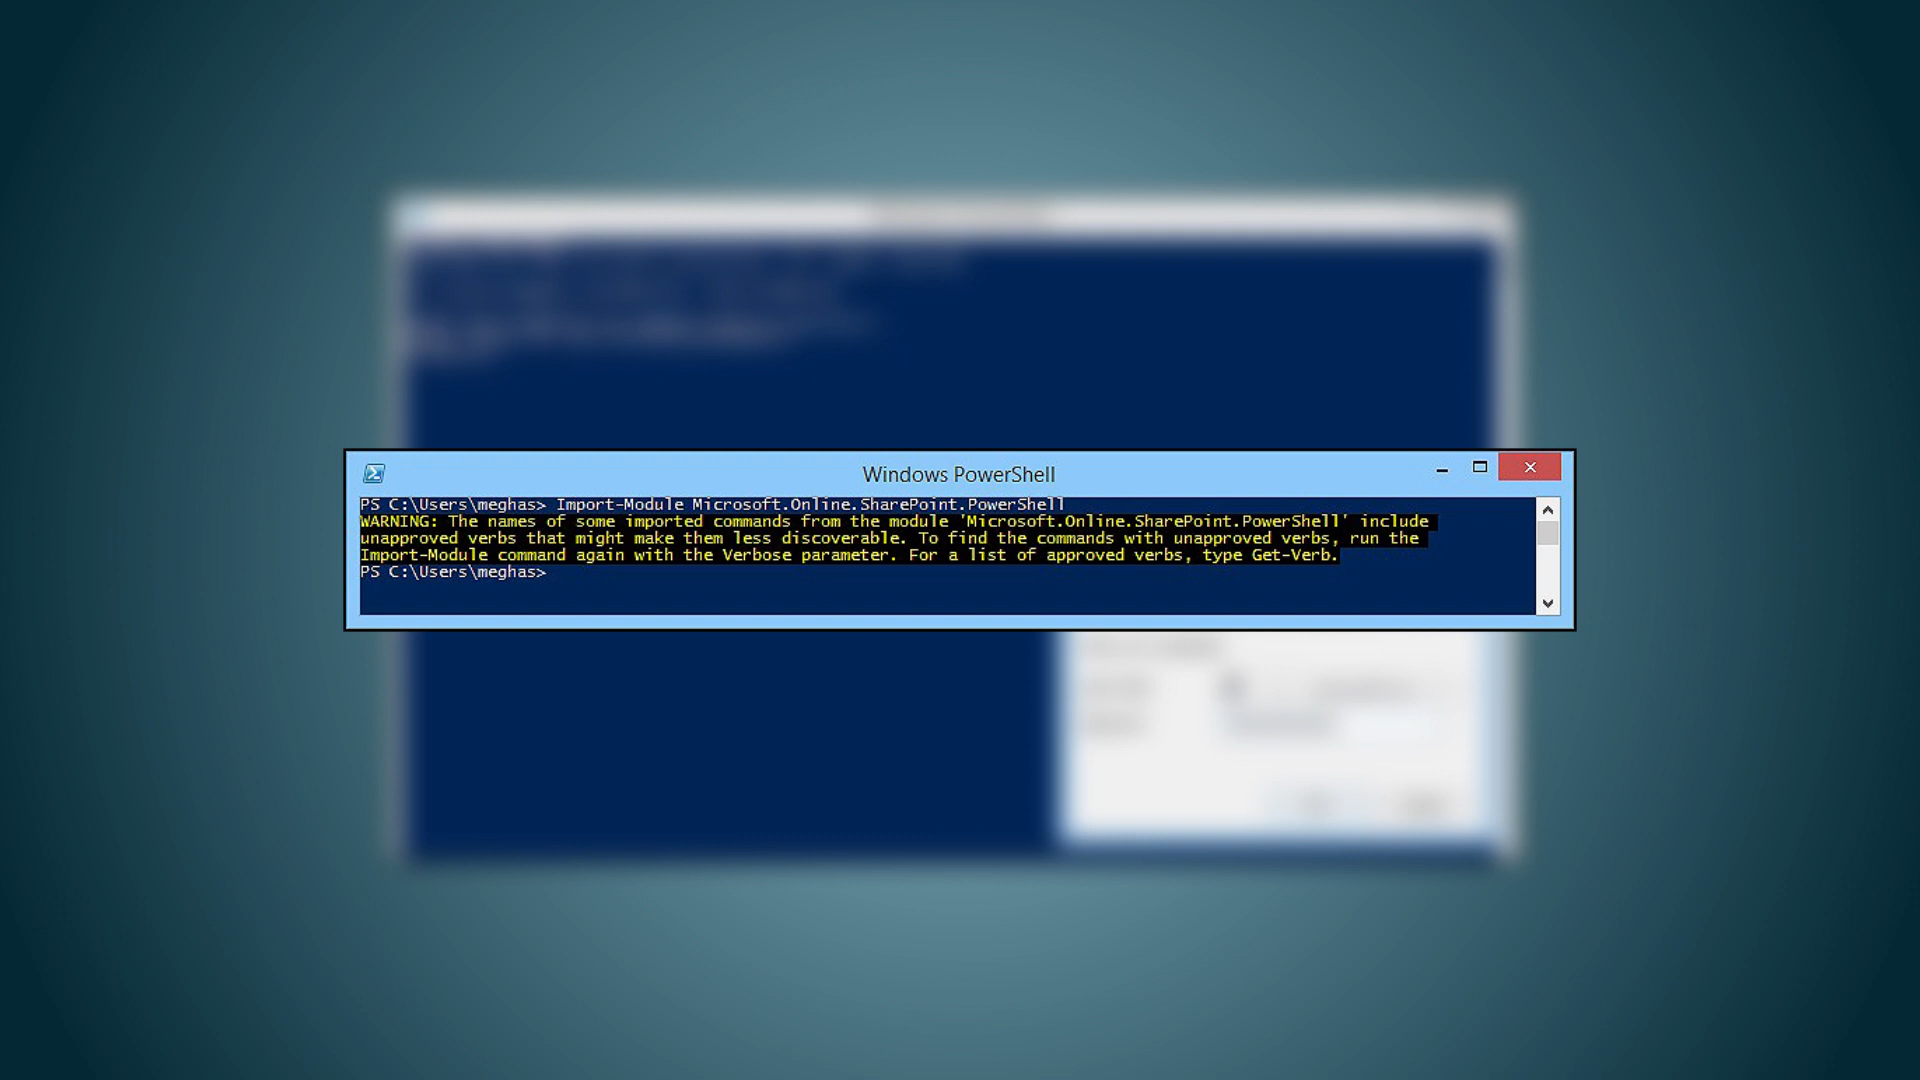 Windows PowerShell
PS C:\Users\meghas> Import-Module Microsoft.Online.SharePoint.PowerShell
WARNING: The names of some imported commands from the module 'Microsoft.Online.SharePoint.PowerShell' include
unapproved verbs that might make them less discoverable. To find the commands with unapproved verbs, run the
Import-Module command again with the Verbose parameter. For a list of approved verbs, type Get-Verb.
PS C:\Users\meghas>